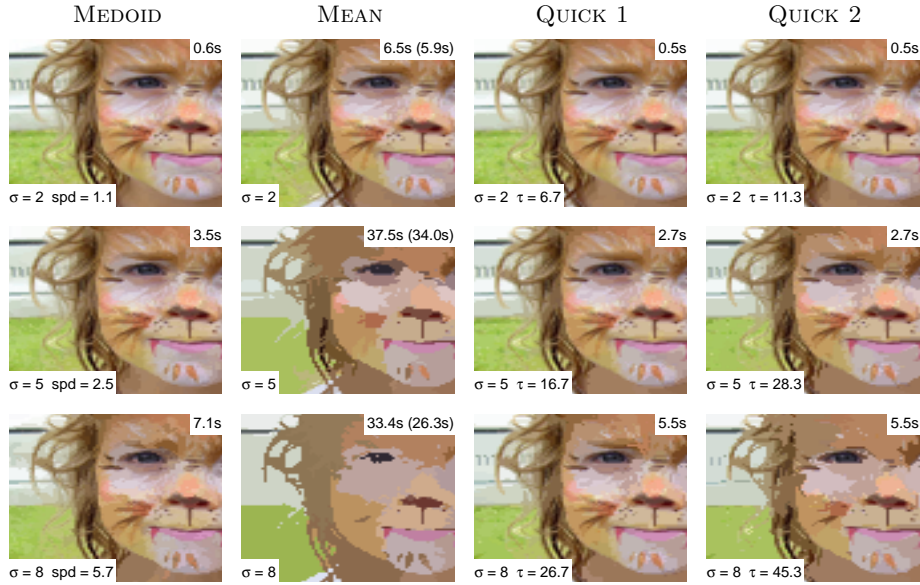 MEDOID MEAN QUICK 1 QUICK 2
0.6s 6.5s (5.9s) 0.5s 0.5s
σ = 2 spd = 1.1 σ = 2 σ = 2 τ = 6.7 σ = 2 τ = 11.3
3.5s 37.5s (34.0s) 2.7s 2.7s
σ = 5 spd = 2.5 σ = 5 σ = 5 τ = 16.7 σ = 5 τ = 28.3
7.1s 33.4s (26.3s) 5.5s 5.5s
σ = 8 spd = 5.7 σ = 8 σ = 8 τ = 26.7 σ = 8 τ = 45.3